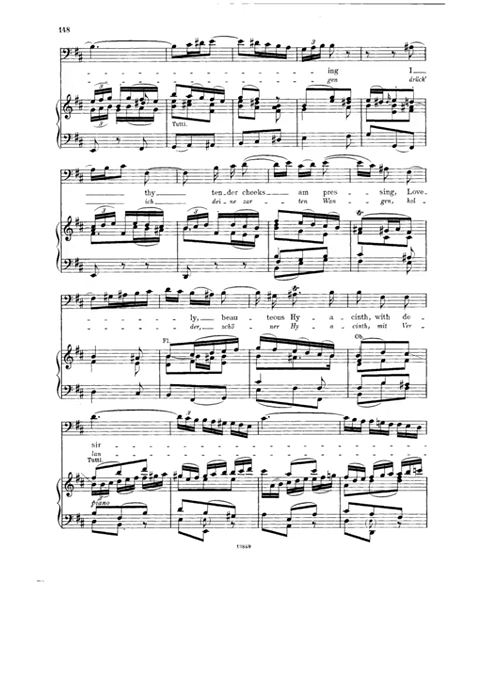 148
- - - - - - - - - ing I
- - - - - - - - - gen drück'
Tutti.
thy ten-der cheeks am pres - sing, Love -
ich dei-ne zar - ten Wan - gen, hol -
- - - - ly, beau - teous Hy - a - cinth, with de -
- - - - der, schö - ner Hy - a - cinth, mit Ver -
Fl. Ob.
sir - - - - - - - - -
lan - - - - - - - - -
Tutti.
piano